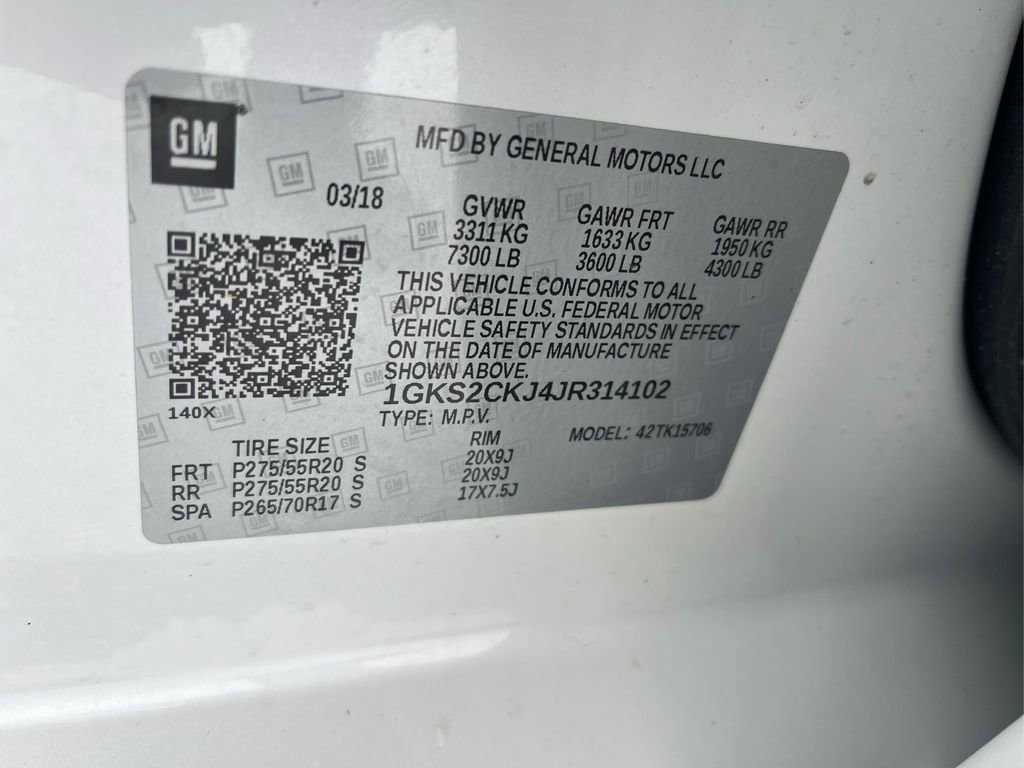 GM
MFD BY GENERAL MOTORS LLC
03/18
GVWR GAWR FRT GAWR RR
3311 KG 1633 KG 1950 KG
7300 LB 3600 LB 4300 LB
THIS VEHICLE CONFORMS TO ALL
APPLICABLE U.S. FEDERAL MOTOR
VEHICLE SAFETY STANDARDS IN EFFECT
ON THE DATE OF MANUFACTURE
SHOWN ABOVE.
1GKS2CKJ4JR314102
140X
TYPE: M.P.V. MODEL: 42TK15706
TIRE SIZE RIM
FRT P275/55R20 S 20X9J
RR P275/55R20 S 20X9J
SPA P265/70R17 S 17X7.5J